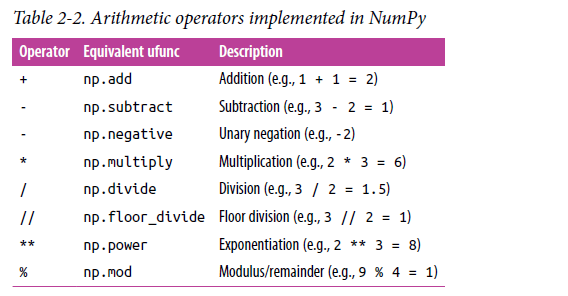 Table 2-2. Arithmetic operators implemented in NumPy
Operator Equivalent ufunc Description
+ np.add Addition (e.g., 1 + 1 = 2)
- np.subtract Subtraction (e.g., 3 - 2 = 1)
- np.negative Unary negation (e.g., -2)
* np.multiply Multiplication (e.g., 2 * 3 = 6)
/ np.divide Division (e.g., 3 / 2 = 1.5)
// np.floor_divide Floor division (e.g., 3 // 2 = 1)
** np.power Exponentiation (e.g., 2 ** 3 = 8)
% np.mod Modulus/remainder (e.g., 9 % 4 = 1)